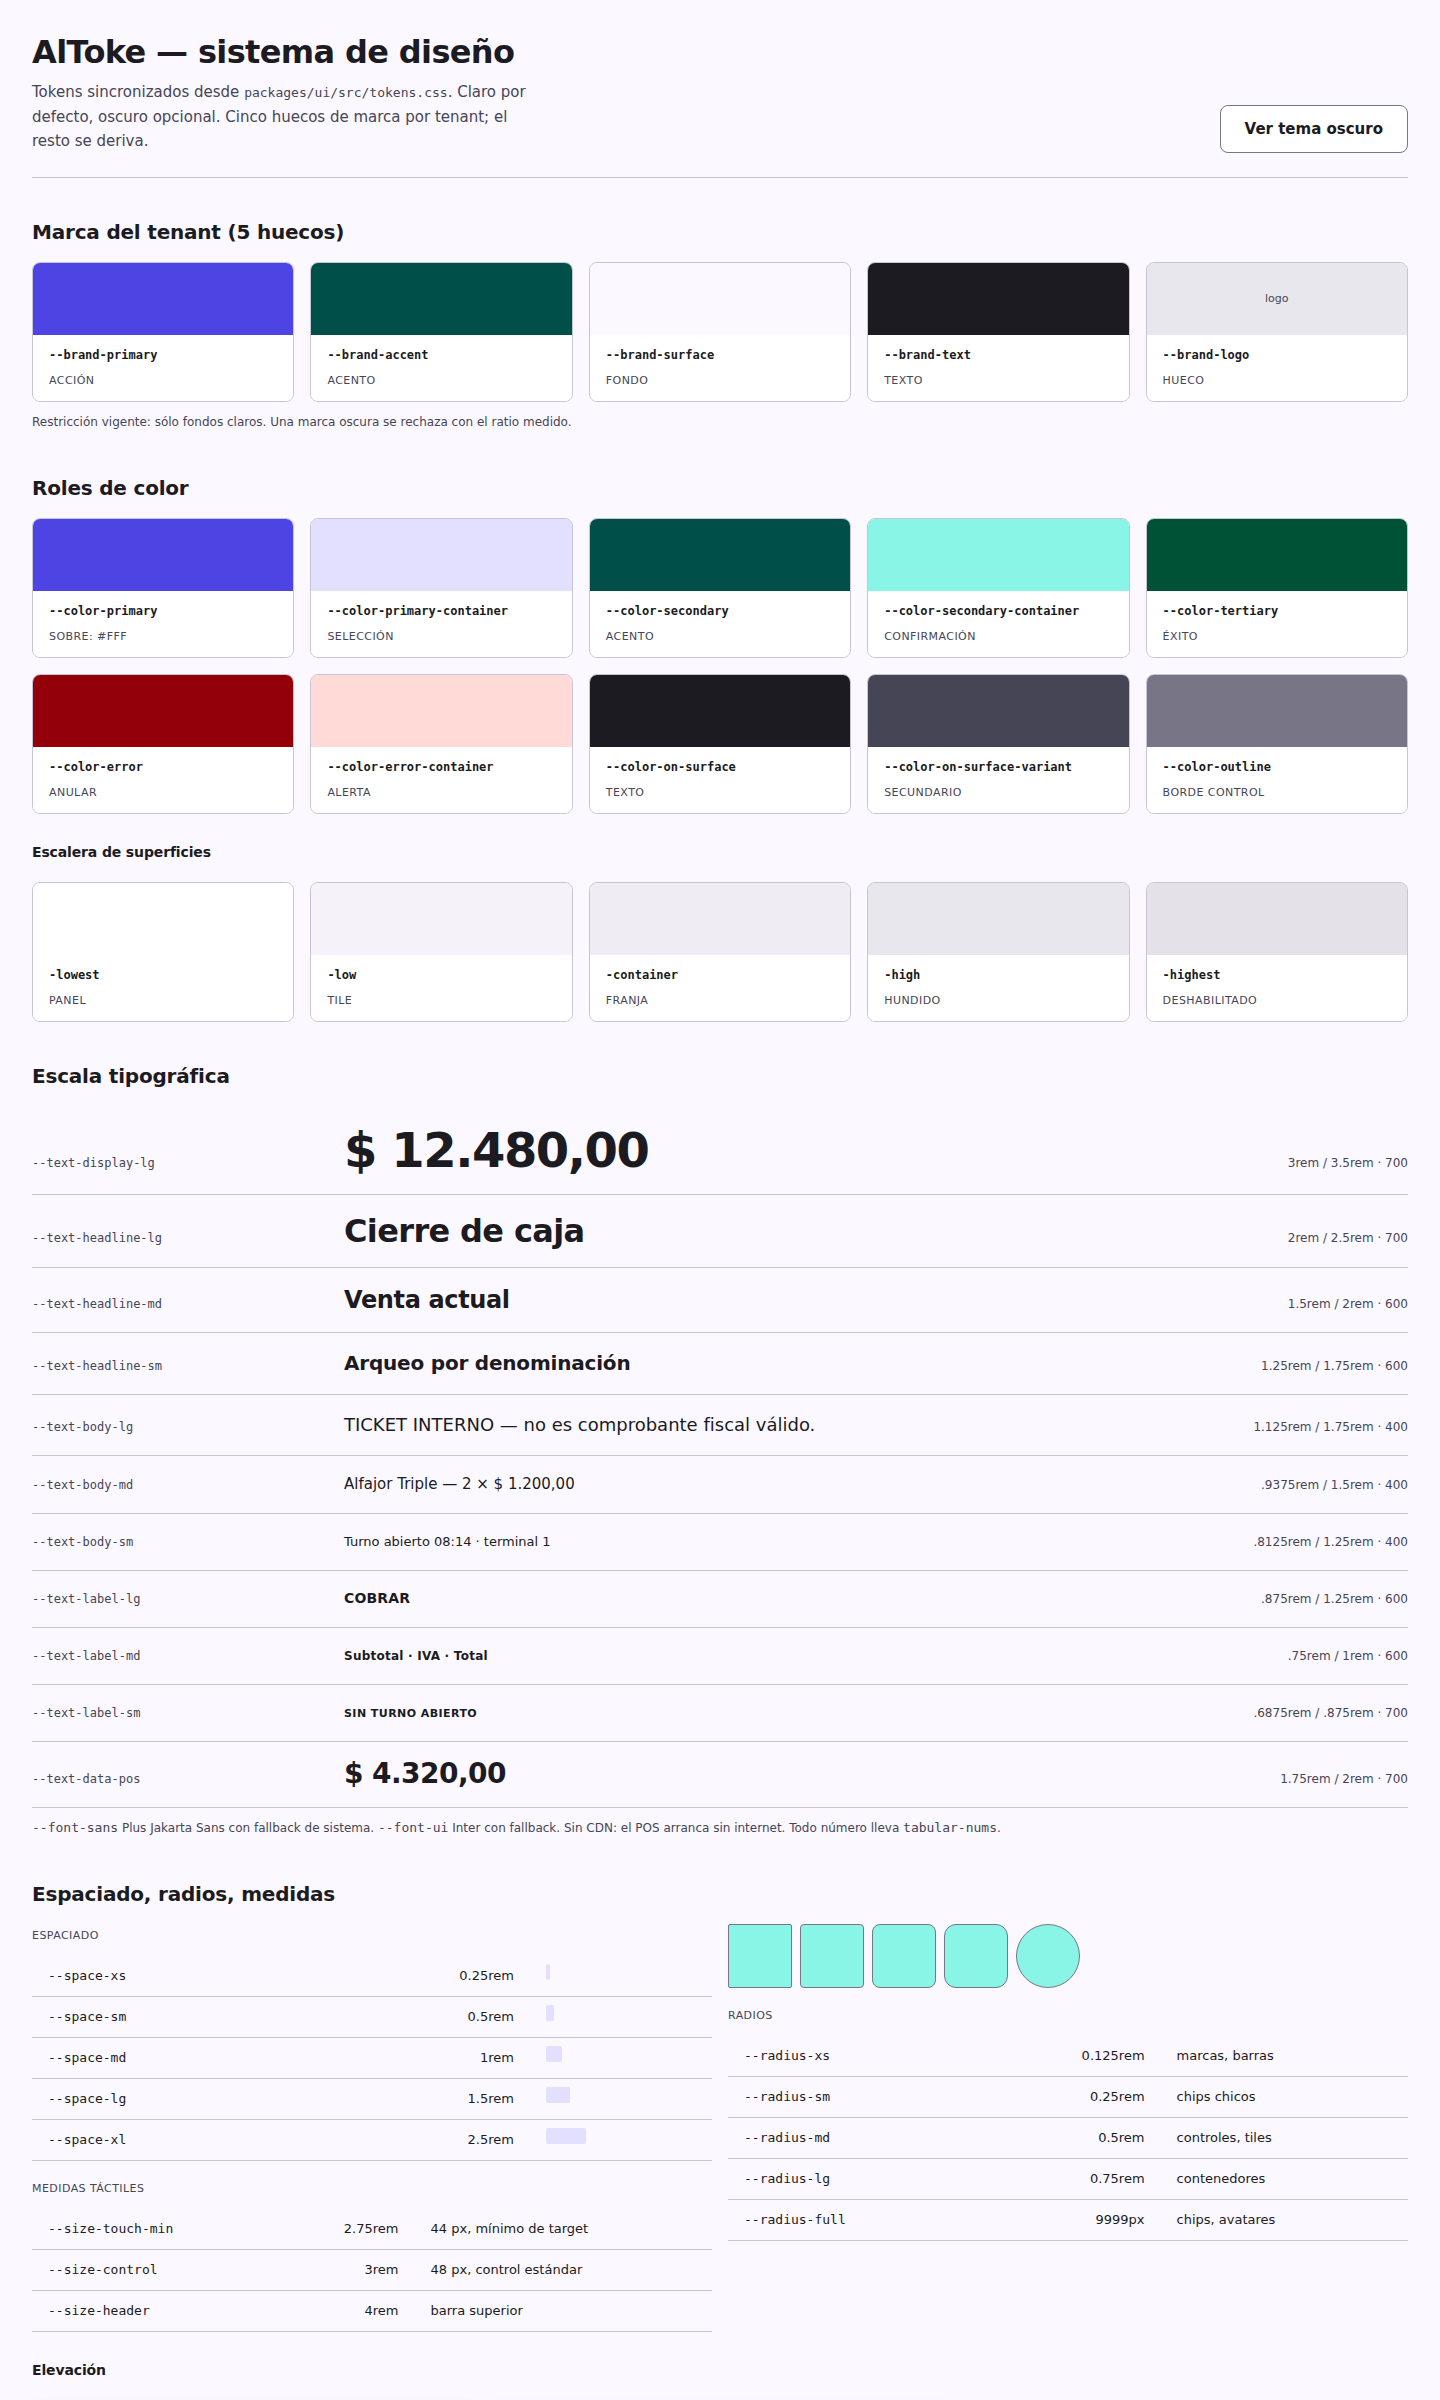 AlToke — sistema de diseño
Tokens sincronizados desde packages/ui/src/tokens.css. Claro por
defecto, oscuro opcional. Cinco huecos de marca por tenant; el
resto se deriva.
Ver tema oscuro
Marca del tenant (5 huecos)
logo
--brand-primary --brand-accent --brand-surface --brand-text --brand-logo
ACCIÓN ACENTO FONDO TEXTO HUECO
Restricción vigente: sólo fondos claros. Una marca oscura se rechaza con el ratio medido.
Roles de color
--color-primary --color-primary-container --color-secondary --color-secondary-container --color-tertiary
SOBRE: #FFF SELECCIÓN ACENTO CONFIRMACIÓN ÉXITO
--color-error --color-error-container --color-on-surface --color-on-surface-variant --color-outline
ANULAR ALERTA TEXTO SECUNDARIO BORDE CONTROL
Escalera de superficies
-lowest -low -container -high -highest
PANEL TILE FRANJA HUNDIDO DESHABILITADO
Escala tipográfica
--text-display-lg $ 12.480,00 3rem / 3.5rem · 700
--text-headline-lg Cierre de caja 2rem / 2.5rem · 700
--text-headline-md Venta actual 1.5rem / 2rem · 600
--text-headline-sm Arqueo por denominación 1.25rem / 1.75rem · 600
--text-body-lg TICKET INTERNO — no es comprobante fiscal válido. 1.125rem / 1.75rem · 400
--text-body-md Alfajor Triple — 2 × $ 1.200,00 .9375rem / 1.5rem · 400
--text-body-sm Turno abierto 08:14 · terminal 1 .8125rem / 1.25rem · 400
--text-label-lg COBRAR .875rem / 1.25rem · 600
--text-label-md Subtotal · IVA · Total .75rem / 1rem · 600
--text-label-sm SIN TURNO ABIERTO .6875rem / .875rem · 700
--text-data-pos $ 4.320,00 1.75rem / 2rem · 700
--font-sans Plus Jakarta Sans con fallback de sistema. --font-ui Inter con fallback. Sin CDN: el POS arranca sin internet. Todo número lleva tabular-nums.
Espaciado, radios, medidas
ESPACIADO
--space-xs 0.25rem
--space-sm 0.5rem
--space-md 1rem
--space-lg 1.5rem
--space-xl 2.5rem
MEDIDAS TÁCTILES
--size-touch-min 2.75rem 44 px, mínimo de target
--size-control 3rem 48 px, control estándar
--size-header 4rem barra superior
RADIOS
--radius-xs 0.125rem marcas, barras
--radius-sm 0.25rem chips chicos
--radius-md 0.5rem controles, tiles
--radius-lg 0.75rem contenedores
--radius-full 9999px chips, avatares
Elevación